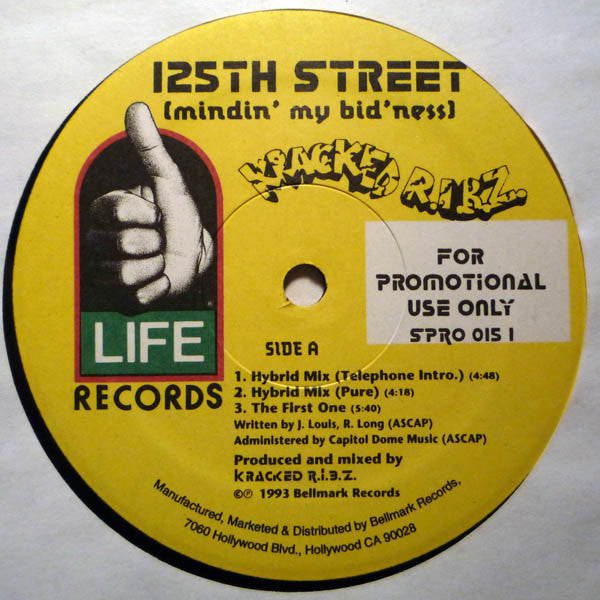 125TH STREET
(mindin' my bid'ness)
KRACKED R.I.B.Z.
FOR
PROMOTIONAL
USE ONLY
SPRO 015 1
LIFE
RECORDS
SIDE A
1. Hybrid Mix (Telephone Intro.) (4:48)
2. Hybrid Mix (Pure) (4:18)
3. The First One (5:40)
Written by J. Louis, R. Long (ASCAP)
Administered by Capitol Dome Music (ASCAP)
Produced and mixed by
KRACKED R.I.B.Z.
©℗ 1993 Bellmark Records
Manufactured, Marketed & Distributed by Bellmark Records,
7060 Hollywood Blvd., Hollywood CA 90028